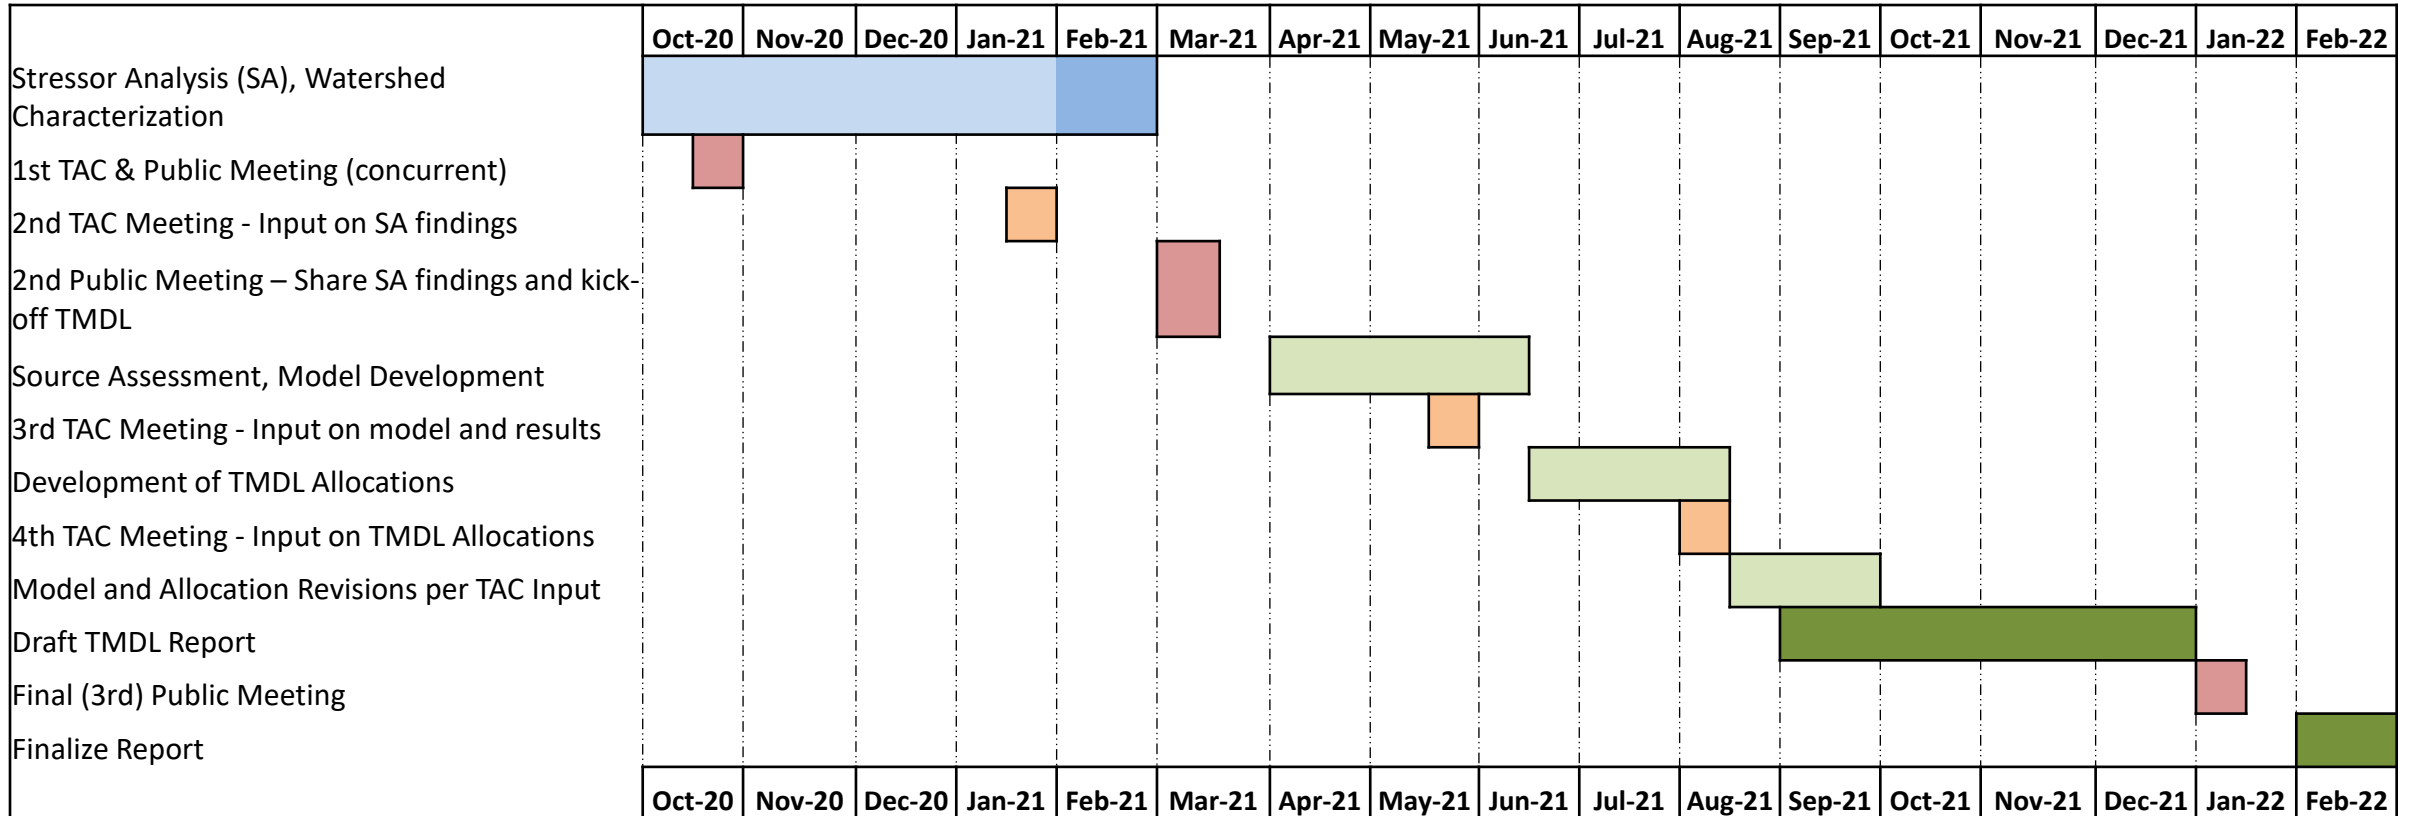 Oct-20 Nov-20 Dec-20 Jan-21 Feb-21 Mar-21 Apr-21 May-21 Jun-21 Jul-21 Aug-21 Sep-21 Oct-21 Nov-21 Dec-21 Jan-22 Feb-22
Stressor Analysis (SA), Watershed
Characterization
1st TAC & Public Meeting (concurrent)
2nd TAC Meeting - Input on SA findings
2nd Public Meeting – Share SA findings and kick-
off TMDL
Source Assessment, Model Development
3rd TAC Meeting - Input on model and results
Development of TMDL Allocations
4th TAC Meeting - Input on TMDL Allocations
Model and Allocation Revisions per TAC Input
Draft TMDL Report
Final (3rd) Public Meeting
Finalize Report
Oct-20 Nov-20 Dec-20 Jan-21 Feb-21 Mar-21 Apr-21 May-21 Jun-21 Jul-21 Aug-21 Sep-21 Oct-21 Nov-21 Dec-21 Jan-22 Feb-22